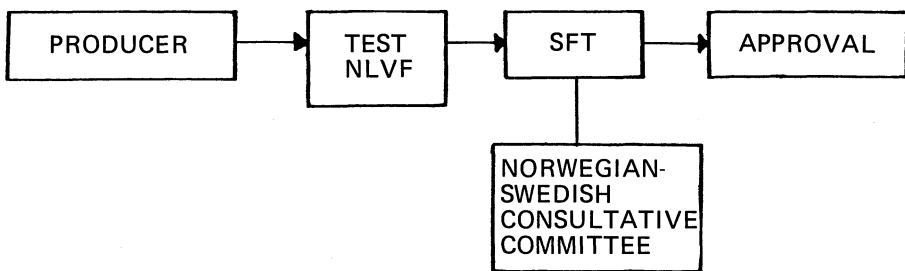 PRODUCER
TEST
NLVF
SFT
APPROVAL
NORWEGIAN-
SWEDISH
CONSULTATIVE
COMMITTEE